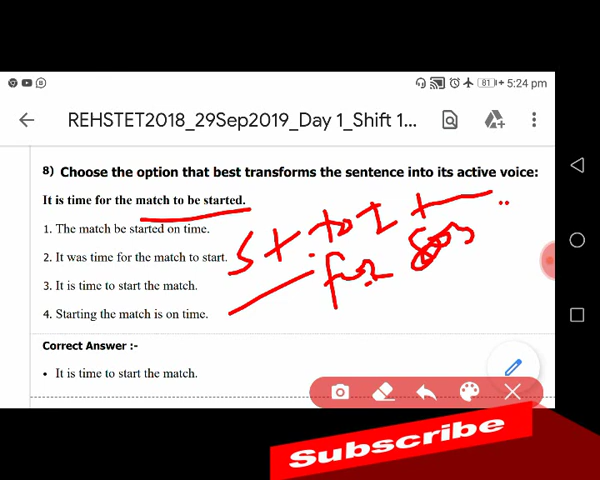 81 5:24 pm
REHSTET2018_29Sep2019_Day 1_Shift 1...
8) Choose the option that best transforms the sentence into its active voice:
It is time for the match to be started.
1. The match be started on time.
2. It was time for the match to start.
3. It is time to start the match.
4. Starting the match is on time.
Correct Answer :-
• It is time to start the match.
Subscribe